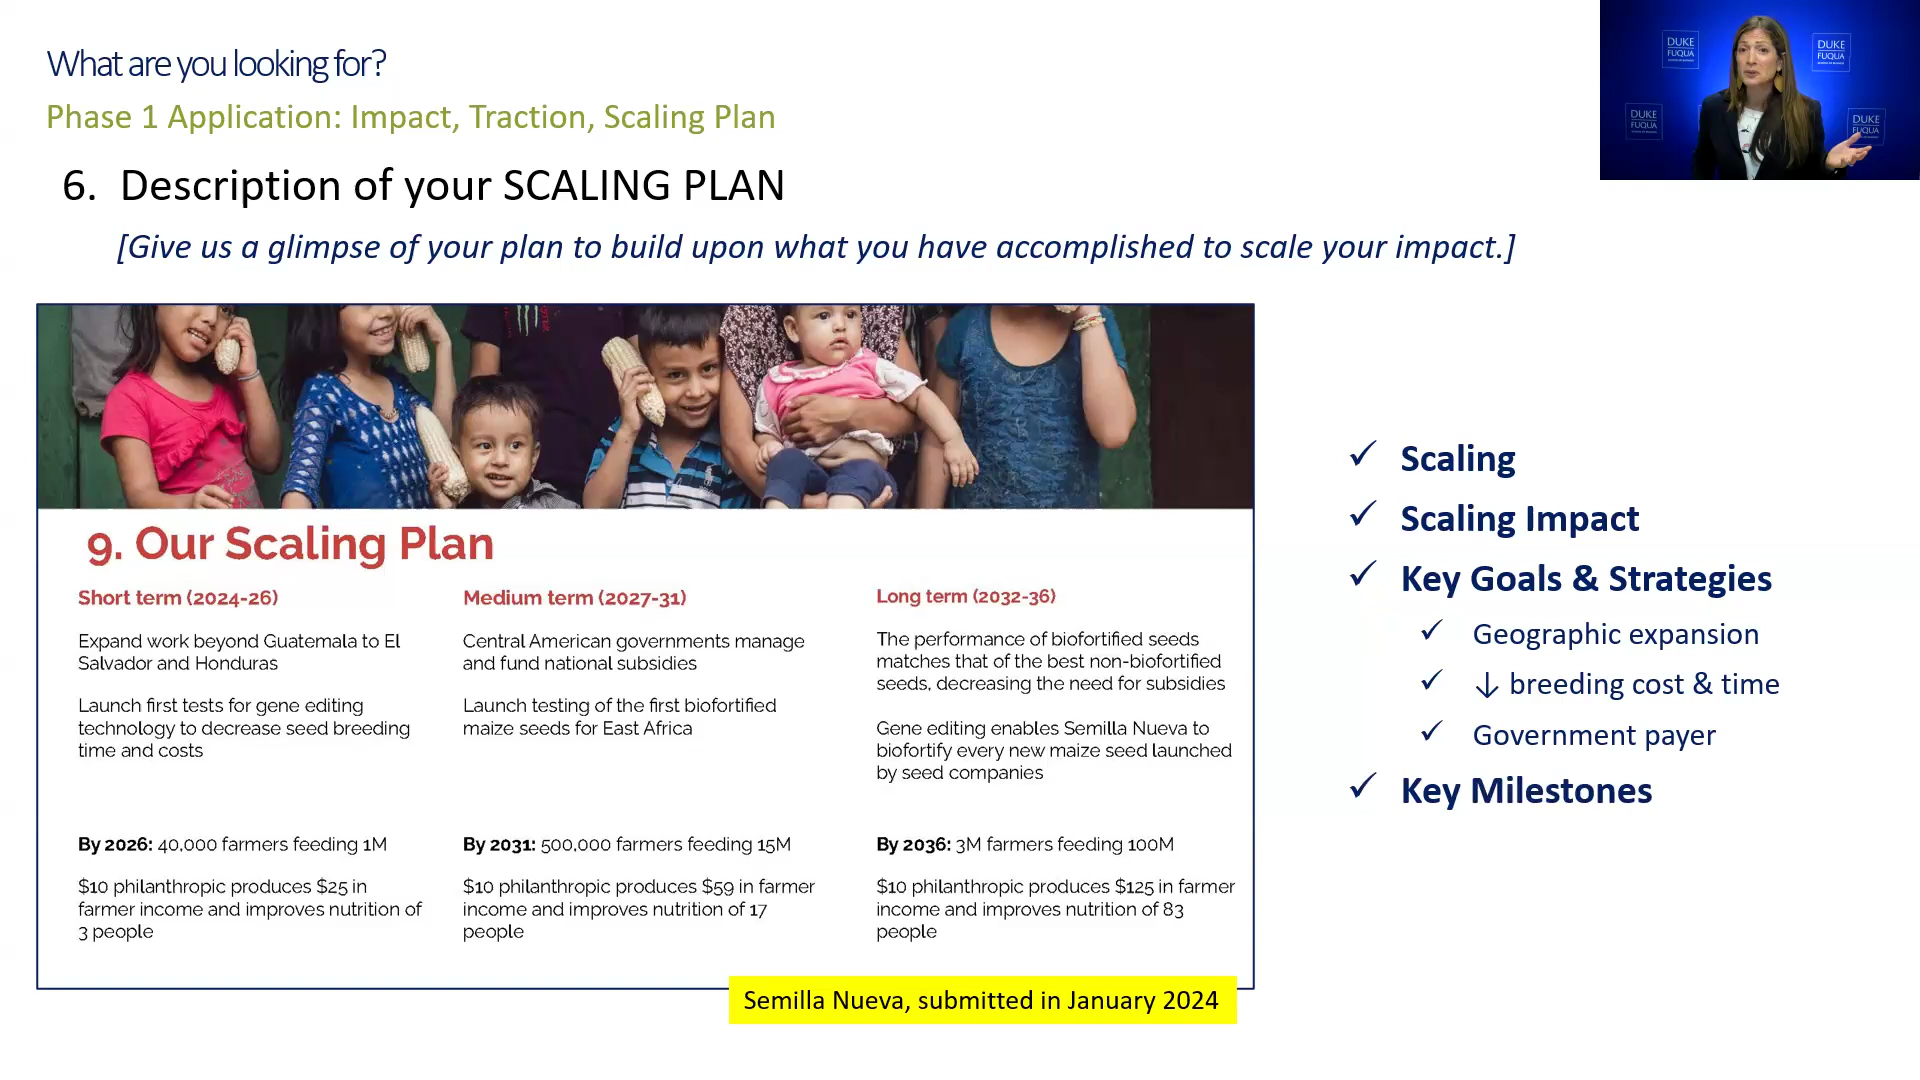 What are you looking for?
Phase 1 Application: Impact, Traction, Scaling Plan
6. Description of your SCALING PLAN
[Give us a glimpse of your plan to build upon what you have accomplished to scale your impact.]
DUKE
FUQUA
DUKE
FUQUA
DUKE
FUQUA
DUKE
FUQUA
9. Our Scaling Plan
Short term (2024-26)
Expand work beyond Guatemala to El
Salvador and Honduras
Launch first tests for gene editing
technology to decrease seed breeding
time and costs
By 2026: 40,000 farmers feeding 1M
$10 philanthropic produces $25 in
farmer income and improves nutrition of
3 people
Medium term (2027-31)
Central American governments manage
and fund national subsidies
Launch testing of the first biofortified
maize seeds for East Africa
By 2031: 500,000 farmers feeding 15M
$10 philanthropic produces $59 in farmer
income and improves nutrition of 17
people
Long term (2032-36)
The performance of biofortified seeds
matches that of the best non-biofortified
seeds, decreasing the need for subsidies
Gene editing enables Semilla Nueva to
biofortify every new maize seed launched
by seed companies
By 2036: 3M farmers feeding 100M
$10 philanthropic produces $125 in farmer
income and improves nutrition of 83
people
Semilla Nueva, submitted in January 2024
✓ Scaling
✓ Scaling Impact
✓ Key Goals & Strategies
✓ Geographic expansion
✓ ↓ breeding cost & time
✓ Government payer
✓ Key Milestones